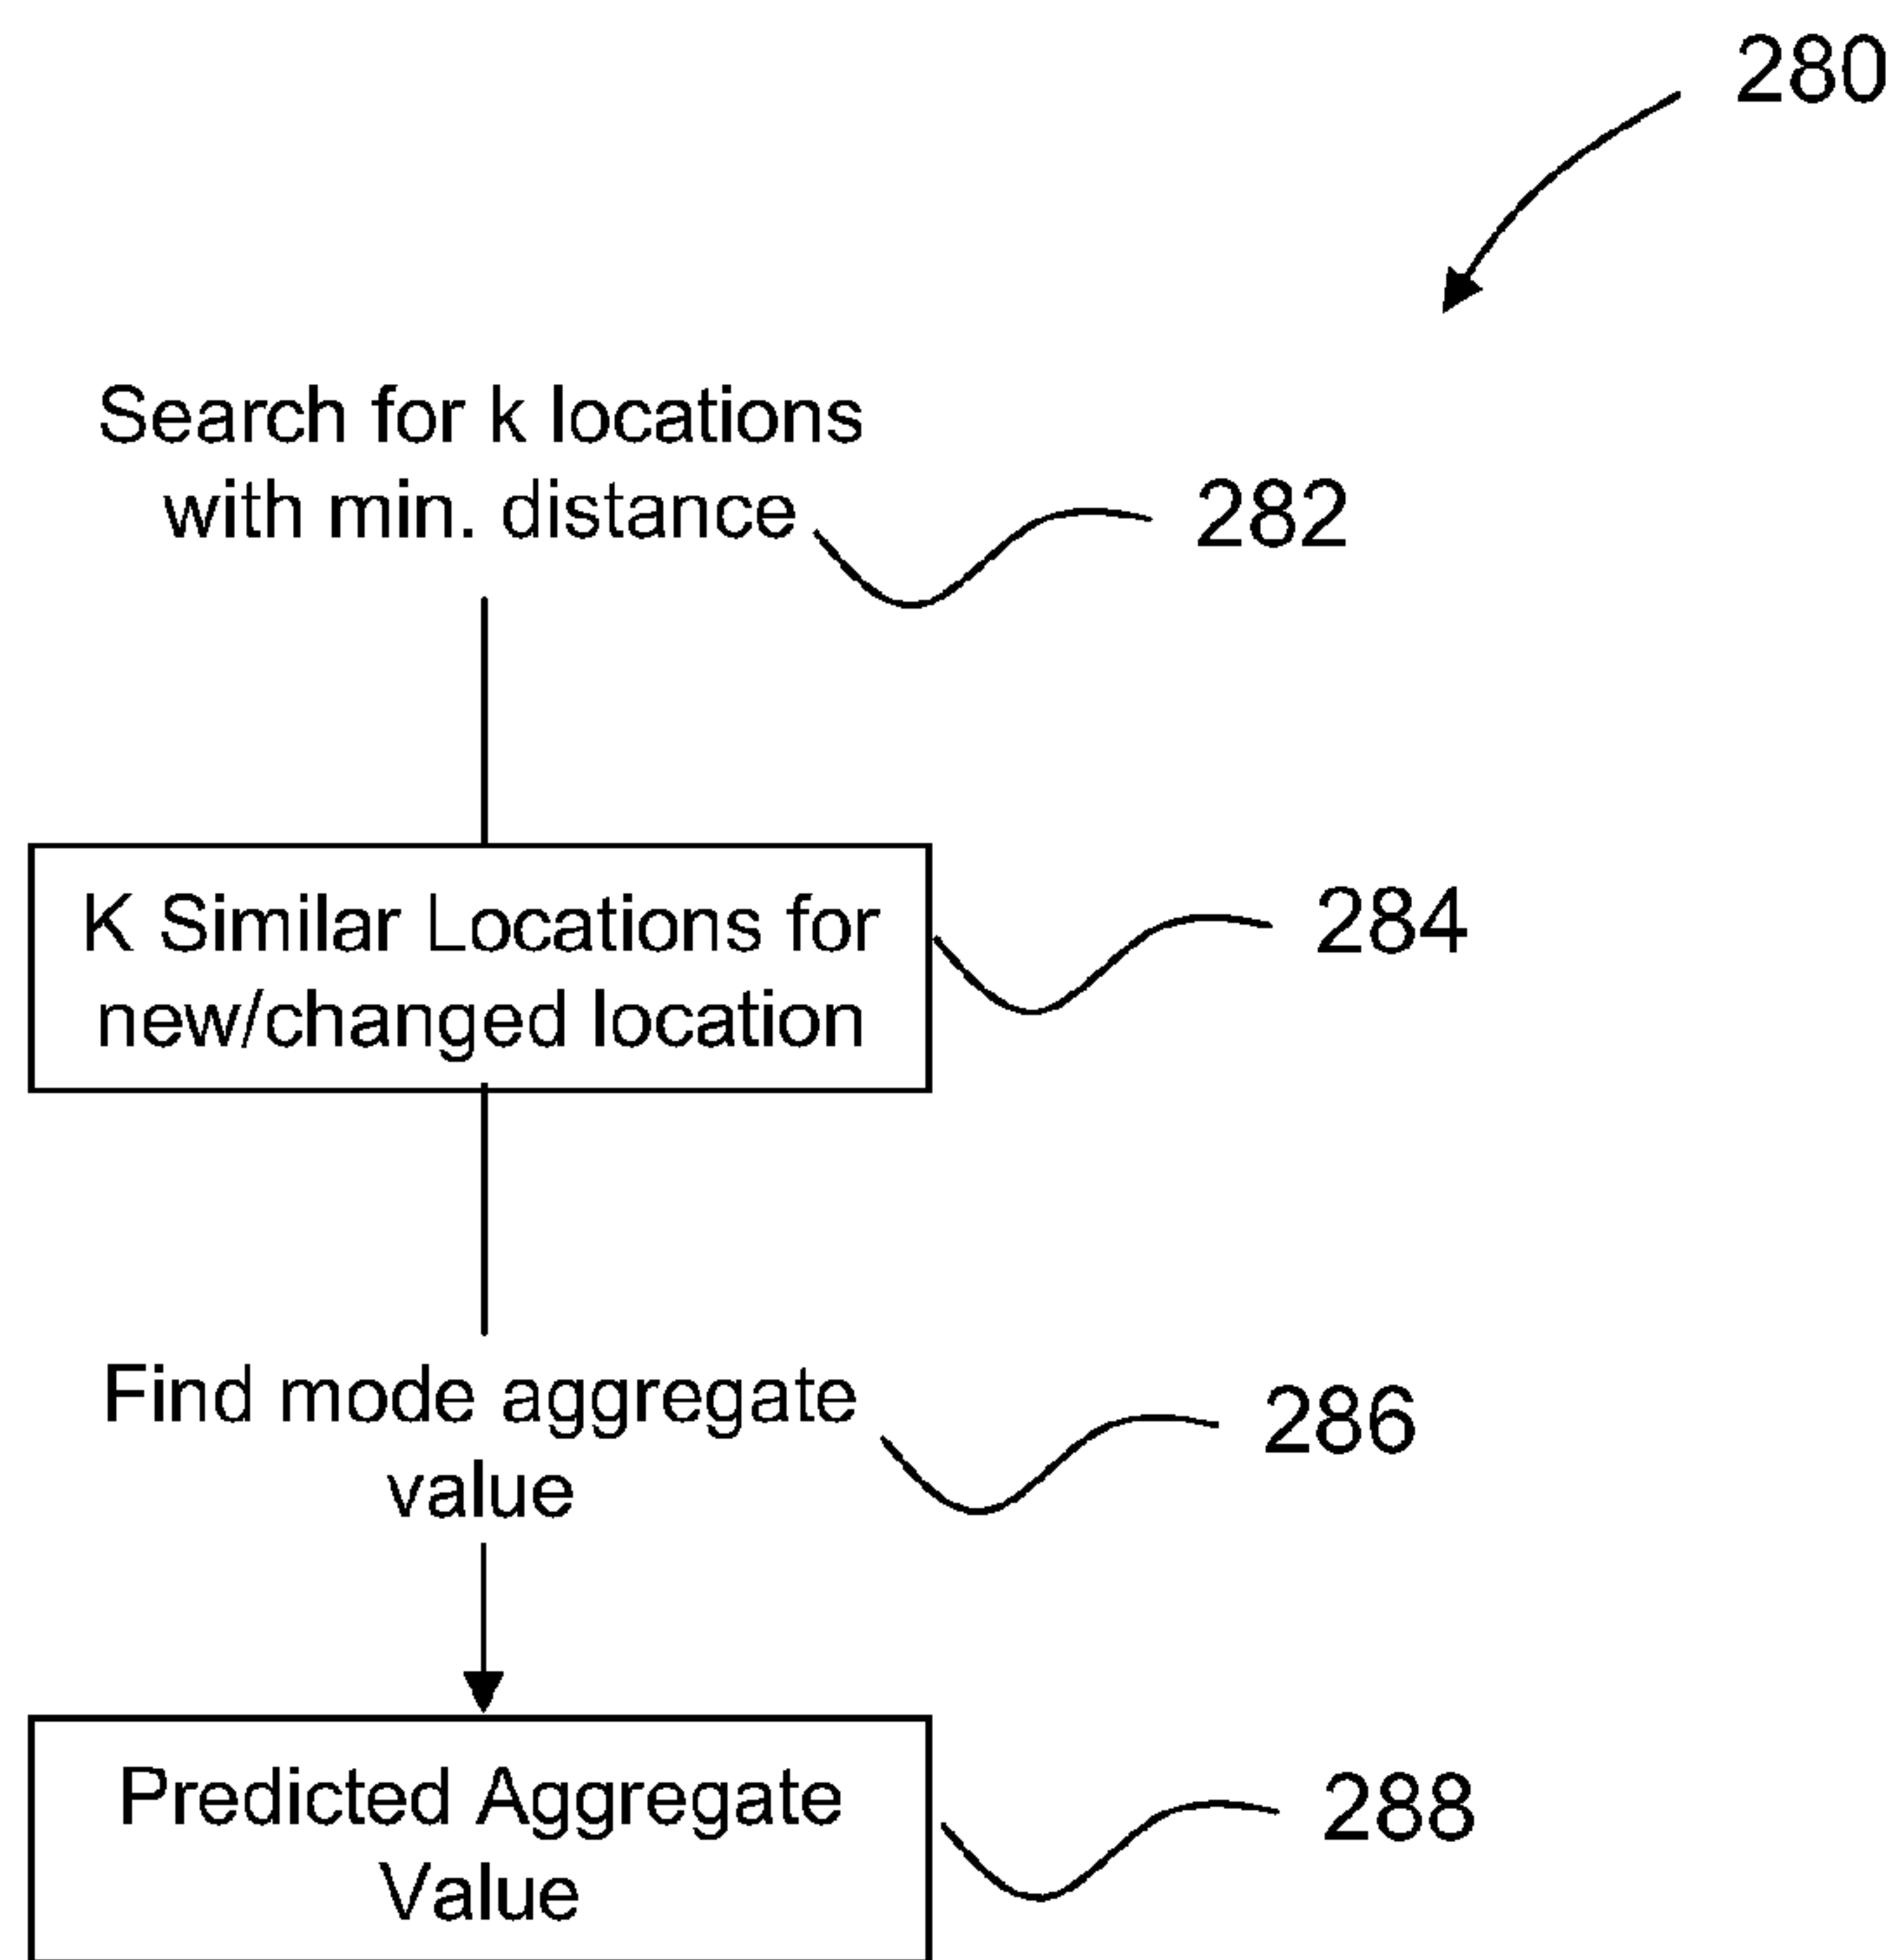 280
Search for k locations
with min. distance
282
K Similar Locations for
new/changed location
284
Find mode aggregate
value
286
Predicted Aggregate
Value
288